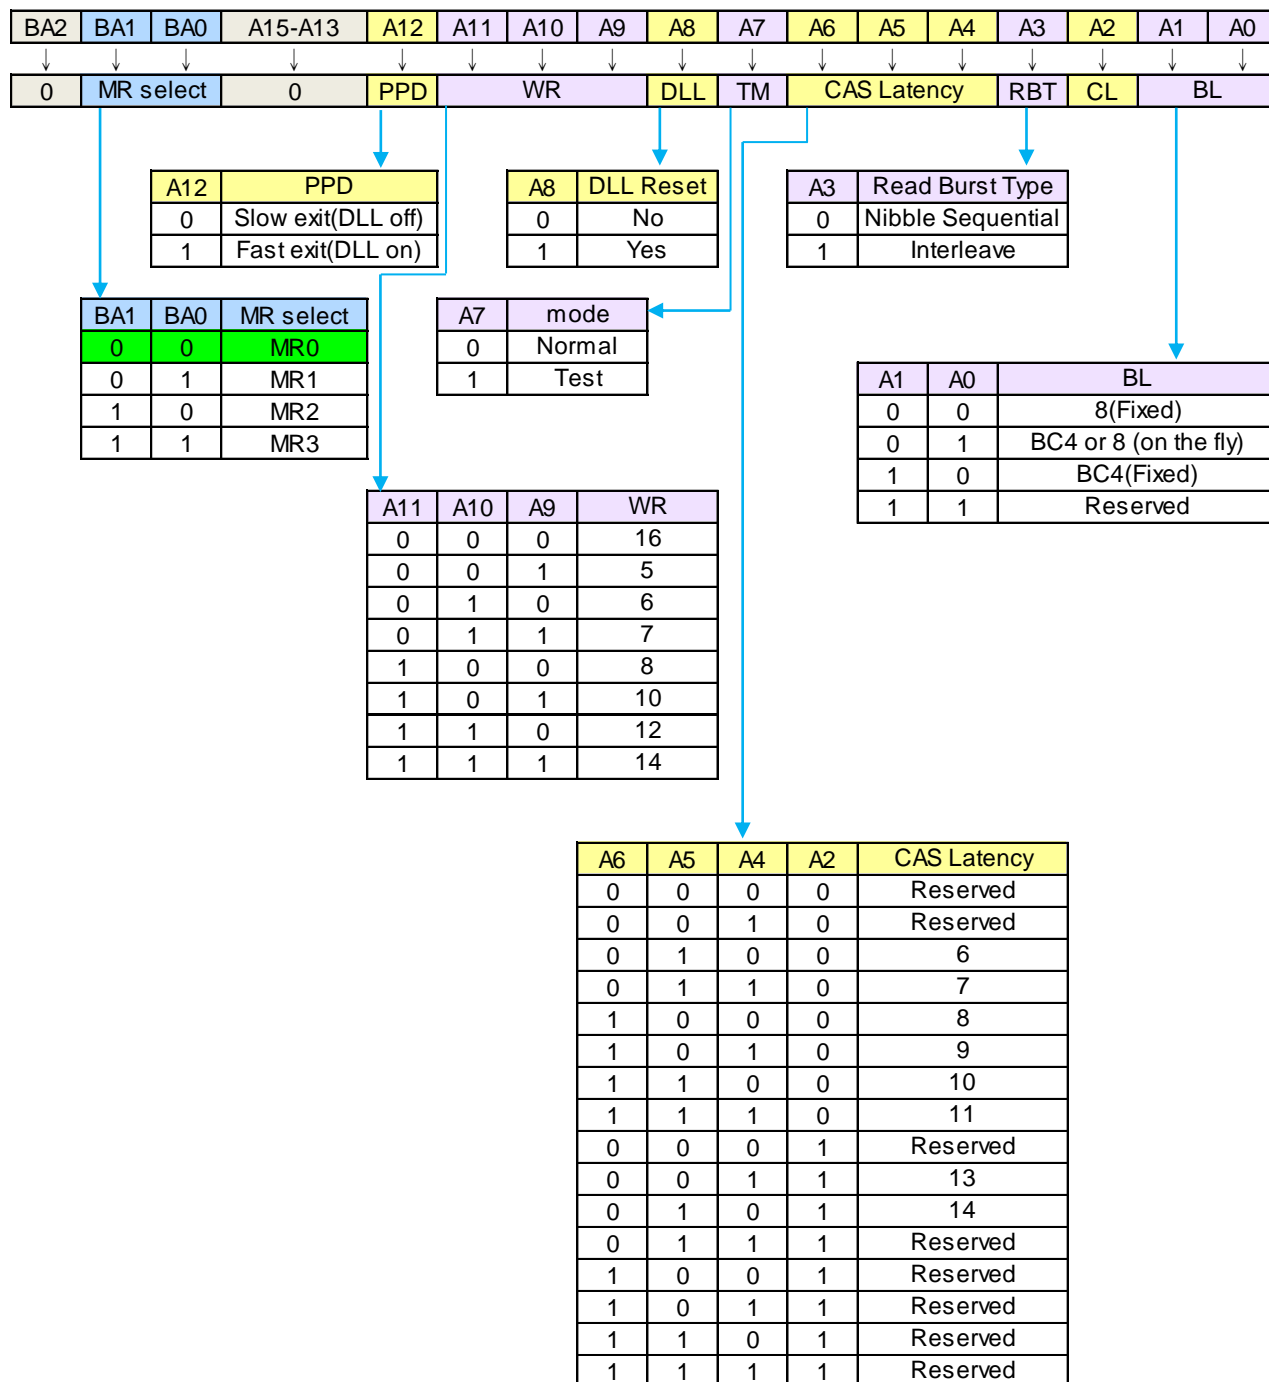 BA2 BA1 BA0 A15-A13 A12 A11 A10 A9 A8 A7 A6 A5 A4 A3 A2 A1 A0
0 MR select 0 PPD WR DLL TM CAS Latency RBT CL BL
A12 PPD
0 Slow exit(DLL off)
1 Fast exit(DLL on)
A8 DLL Reset
0 No
1 Yes
A3 Read Burst Type
0 Nibble Sequential
1 Interleave
BA1 BA0 MR select
0 0 MR0
0 1 MR1
1 0 MR2
1 1 MR3
A7 mode
0 Normal
1 Test
A1 A0 BL
0 0 8(Fixed)
0 1 BC4 or 8 (on the fly)
1 0 BC4(Fixed)
1 1 Reserved
A11 A10 A9 WR
0 0 0 16
0 0 1 5
0 1 0 6
0 1 1 7
1 0 0 8
1 0 1 10
1 1 0 12
1 1 1 14
A6 A5 A4 A2 CAS Latency
0 0 0 0 Reserved
0 0 1 0 Reserved
0 1 0 0 6
0 1 1 0 7
1 0 0 0 8
1 0 1 0 9
1 1 0 0 10
1 1 1 0 11
0 0 0 1 Reserved
0 0 1 1 13
0 1 0 1 14
0 1 1 1 Reserved
1 0 0 1 Reserved
1 0 1 1 Reserved
1 1 0 1 Reserved
1 1 1 1 Reserved